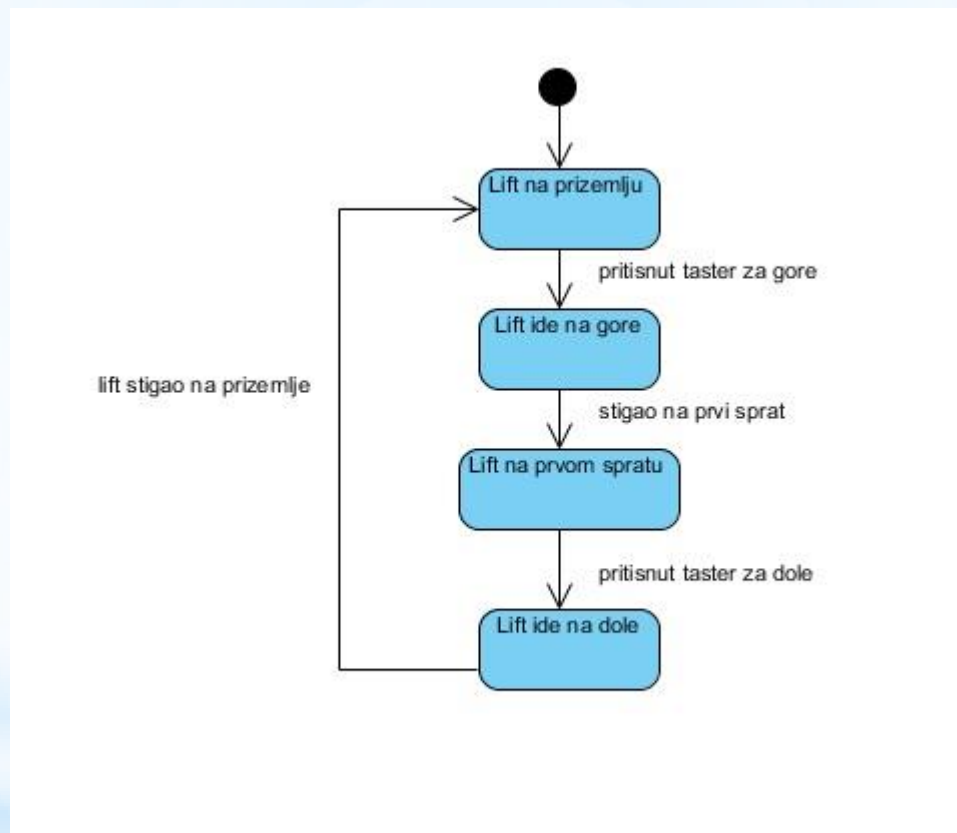 Lift na prizemlju
pritisnut taster za gore
Lift ide na gore
lift stigao na prizemlje
stigao na prvi sprat
Lift na prvom spratu
pritisnut taster za dole
Lift ide na dole